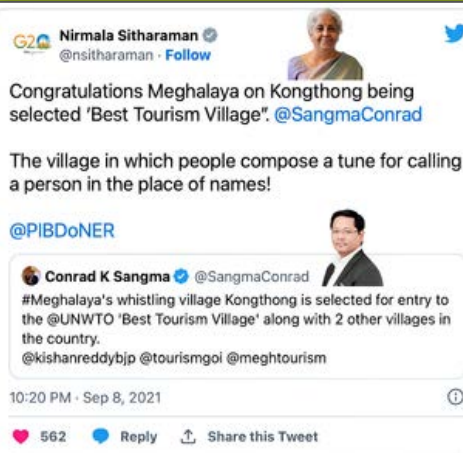 G20
Nirmala Sitharaman
@nsitharaman · Follow
Congratulations Meghalaya on Kongthong being
selected 'Best Tourism Village". @SangmaConrad
The village in which people compose a tune for calling
a person in the place of names!
@PIBDoNER
Conrad K Sangma @SangmaConrad
#Meghalaya's whistling village Kongthong is selected for entry to
the @UNWTO 'Best Tourism Village' along with 2 other villages in
the country.
@kishanreddybjp @tourismgoi @meghtourism
10:20 PM · Sep 8, 2021
562 Reply Share this Tweet